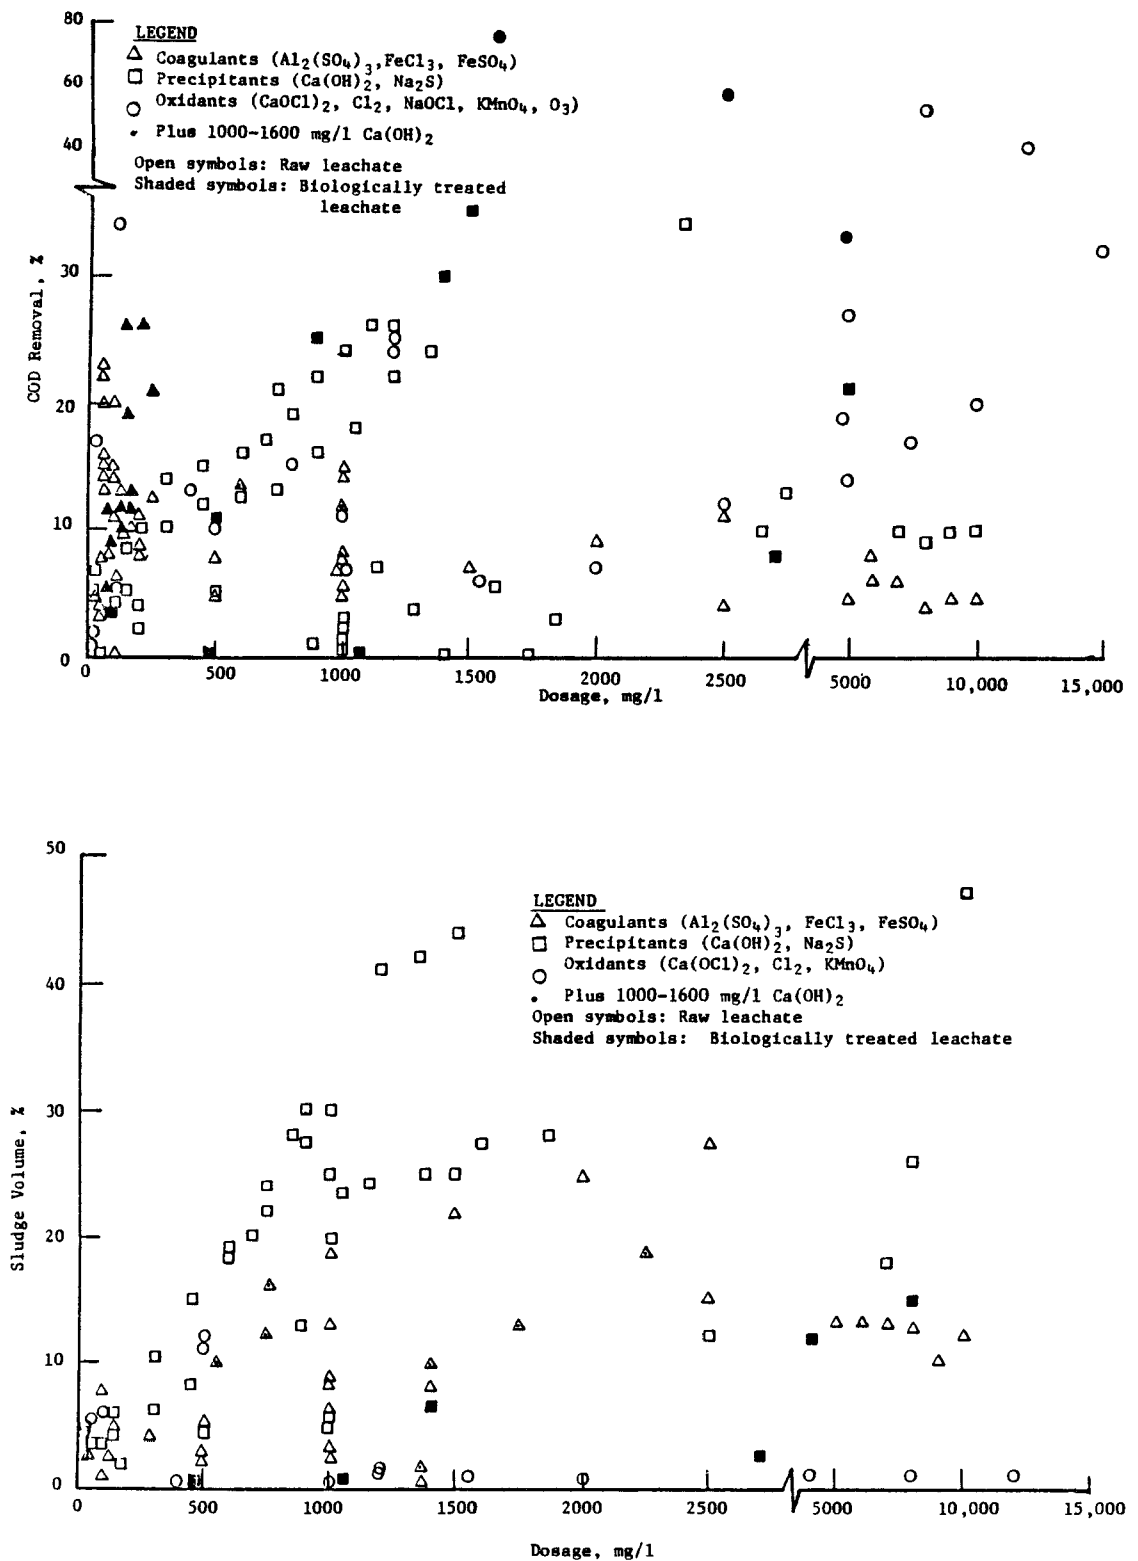 80
60
40
30
20
10
0
COD Removal, %
LEGEND
Coagulants (Al2(SO4)3,FeCl3, FeSO4)
Precipitants (Ca(OH)2, Na2S)
Oxidants (CaOCl)2, Cl2, NaOCl, KMnO4, O3)
Plus 1000-1600 mg/l Ca(OH)2
Open symbols: Raw leachate
Shaded symbols: Biologically treated
leachate
0 500 1000 1500 2000 2500 5000 10,000 15,000
Dosage, mg/l
50
40
30
20
10
0
Sludge Volume, %
LEGEND
Coagulants (Al2(SO4)3, FeCl3, FeSO4)
Precipitants (Ca(OH)2, Na2S)
Oxidants (Ca(OCl)2, Cl2, KMnO4)
Plus 1000-1600 mg/l Ca(OH)2
Open symbols: Raw leachate
Shaded symbols: Biologically treated leachate
0 500 1000 1500 2000 2500 5000 10,000 15,000
Dosage, mg/l